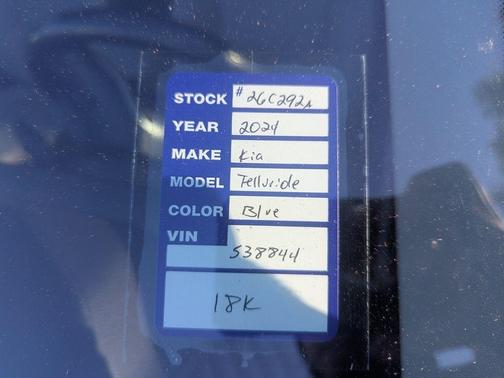 STOCK #26C292A
YEAR 2024
MAKE Kia
MODEL Telluride
COLOR Blue
VIN 538844
18K